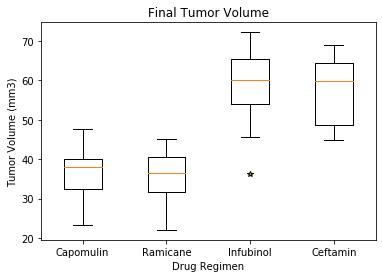 Final Tumor Volume
Tumor Volume (mm3)
70
60
50
40
30
20
Capomulin Ramicane Infubinol Ceftamin
Drug Regimen